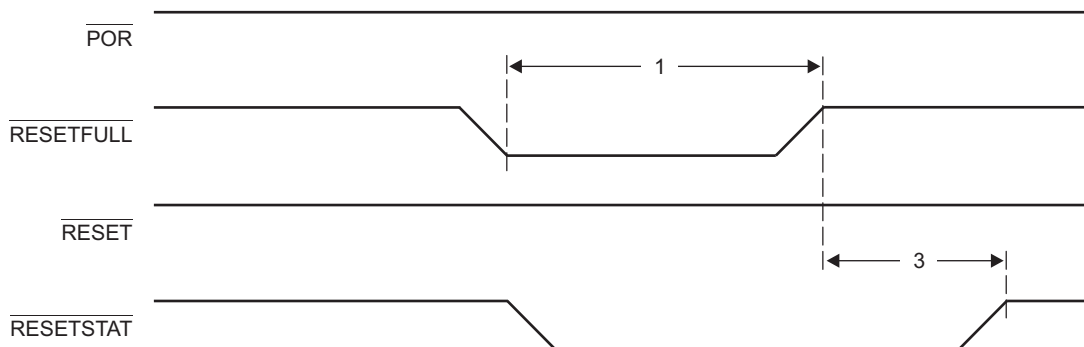 POR
1
RESETFULL
RESET
3
RESETSTAT